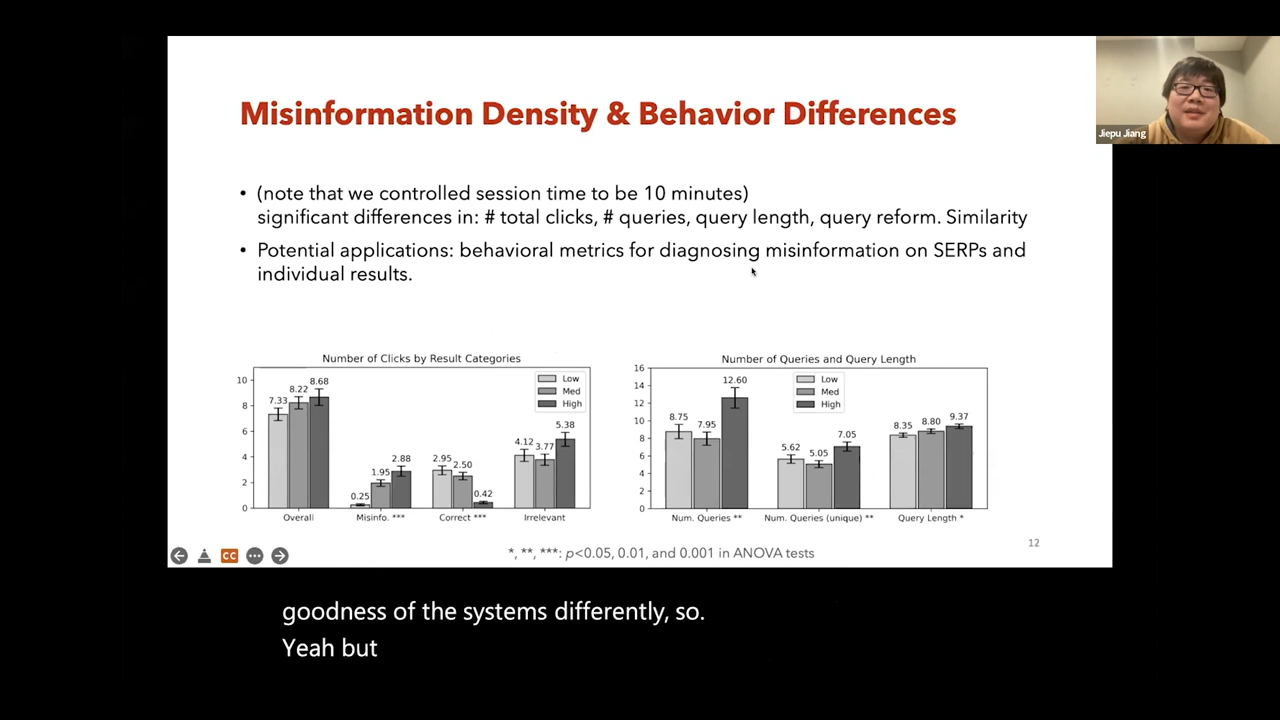 Misinformation Density & Behavior Differences
Jiepu Jiang
• (note that we controlled session time to be 10 minutes)
significant differences in: # total clicks, # queries, query length, query reform. Similarity
• Potential applications: behavioral metrics for diagnosing misinformation on SERPs and
individual results.
Number of Clicks by Result Categories
10
8
6
4
2
0
7.33 8.22 8.68
0.25 1.95 2.88
2.95 2.50 0.42
4.12 3.77 5.38
Low
Med
High
Overall Misinfo. *** Correct *** Irrelevant
Number of Queries and Query Length
16
14
12
10
8
6
4
2
0
8.75 7.95 12.60
5.62 5.05 7.05
8.35 8.80 9.37
Low
Med
High
Num. Queries ** Num. Queries (unique) ** Query Length *
*, **, ***: p<0.05, 0.01, and 0.001 in ANOVA tests
12
CC
goodness of the systems differently, so.
Yeah but